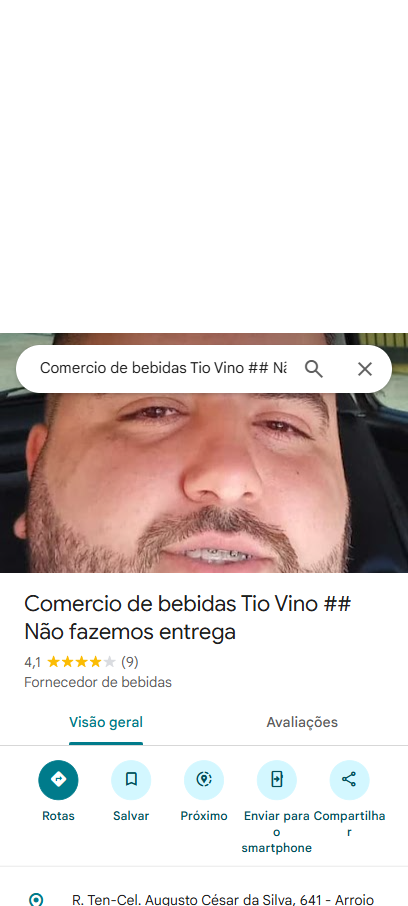 Comercio de bebidas Tio Vino ## Nã
Comercio de bebidas Tio Vino ##
Não fazemos entrega
4,1 (9)
Fornecedor de bebidas
Visão geral Avaliações
Rotas Salvar Próximo Enviar para o smartphone Compartilhar
R. Ten-Cel. Augusto César da Silva, 641 - Arroio